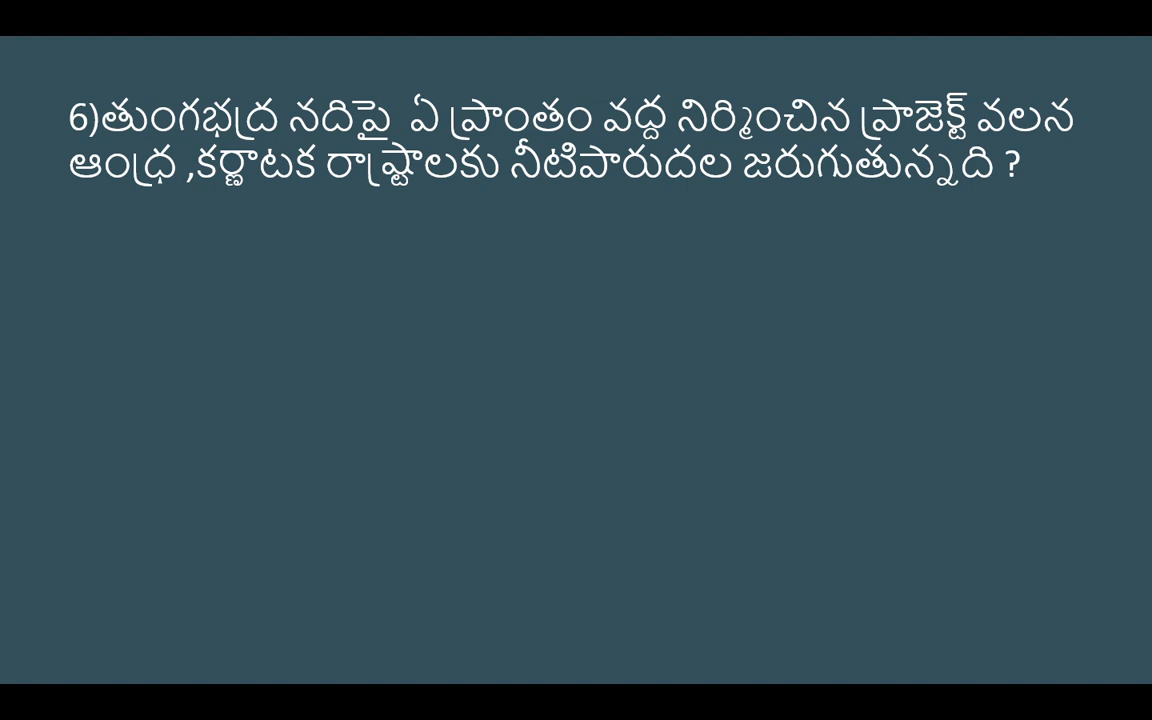 6)తుంగభద్ర నదిపై ఏ ప్రాంతం వద్ద నిర్మించిన ప్రాజెక్ట్ వలన
ఆంధ్ర ,కర్ణాటక రాష్ట్రాలకు నీటిపారుదల జరుగుతున్నది ?